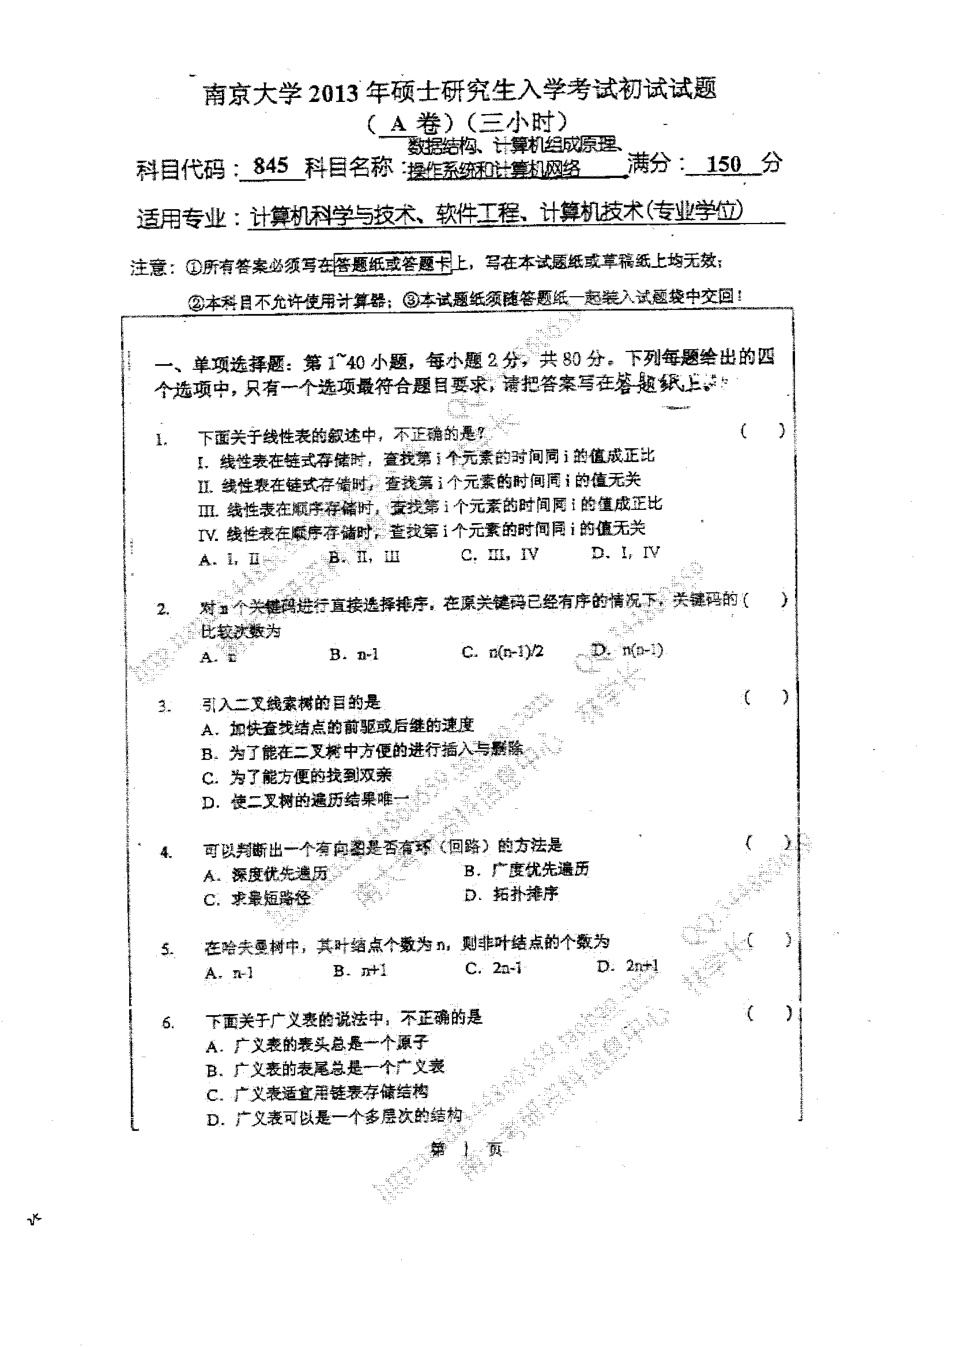 南京大学2013年硕士研究生入学考试初试试题
（ A 卷）（三小时）
科目代码：845 科目名称：数据结构、计算机组成原理、操作系统和计算机网络 满分：150 分
适用专业：计算机科学与技术、软件工程、计算机技术(专业学位)
注意：①所有答案必须写在答题纸或答题卡上，写在本试题纸或草稿纸上均无效；
②本科目不允许使用计算器；③本试题纸须随答题纸一起装入试题袋中交回！
一、单项选择题：第1~40小题，每小题2分，共80分。下列每题给出的四
个选项中，只有一个选项最符合题目要求，请把答案写在答题纸上。
1. 下面关于线性表的叙述中，不正确的是？ （ ）
I. 线性表在链式存储时，查找第i个元素的时间同i的值成正比
II. 线性表在链式存储时，查找第i个元素的时间同i的值无关
III. 线性表在顺序存储时，查找第i个元素的时间同i的值成正比
IV. 线性表在顺序存储时，查找第i个元素的时间同i的值无关
A. I, II B. II, III C. III, IV D. I, IV
2. 对n个关键码进行直接选择排序，在原关键码已经有序的情况下，关键码的 （ ）
比较次数为
A. n B. n-1 C. n(n-1)/2 D. n(n-1)
3. 引入二叉线索树的目的是 （ ）
A. 加快查找结点的前驱或后继的速度
B. 为了能在二叉树中方便的进行插入与删除
C. 为了能方便的找到双亲
D. 使二叉树的遍历结果唯一
4. 可以判断出一个有向图是否有环（回路）的方法是 （ ）
A. 深度优先遍历 B. 广度优先遍历
C. 求最短路径 D. 拓扑排序
5. 在哈夫曼树中，其叶结点个数为n，则非叶结点的个数为 （ ）
A. n-1 B. n+1 C. 2n-1 D. 2n+1
6. 下面关于广义表的说法中，不正确的是 （ ）
A. 广义表的表头总是一个原子
B. 广义表的表尾总是一个广义表
C. 广义表适宜用链表存储结构
D. 广义表可以是一个多层次的结构
第 1 页